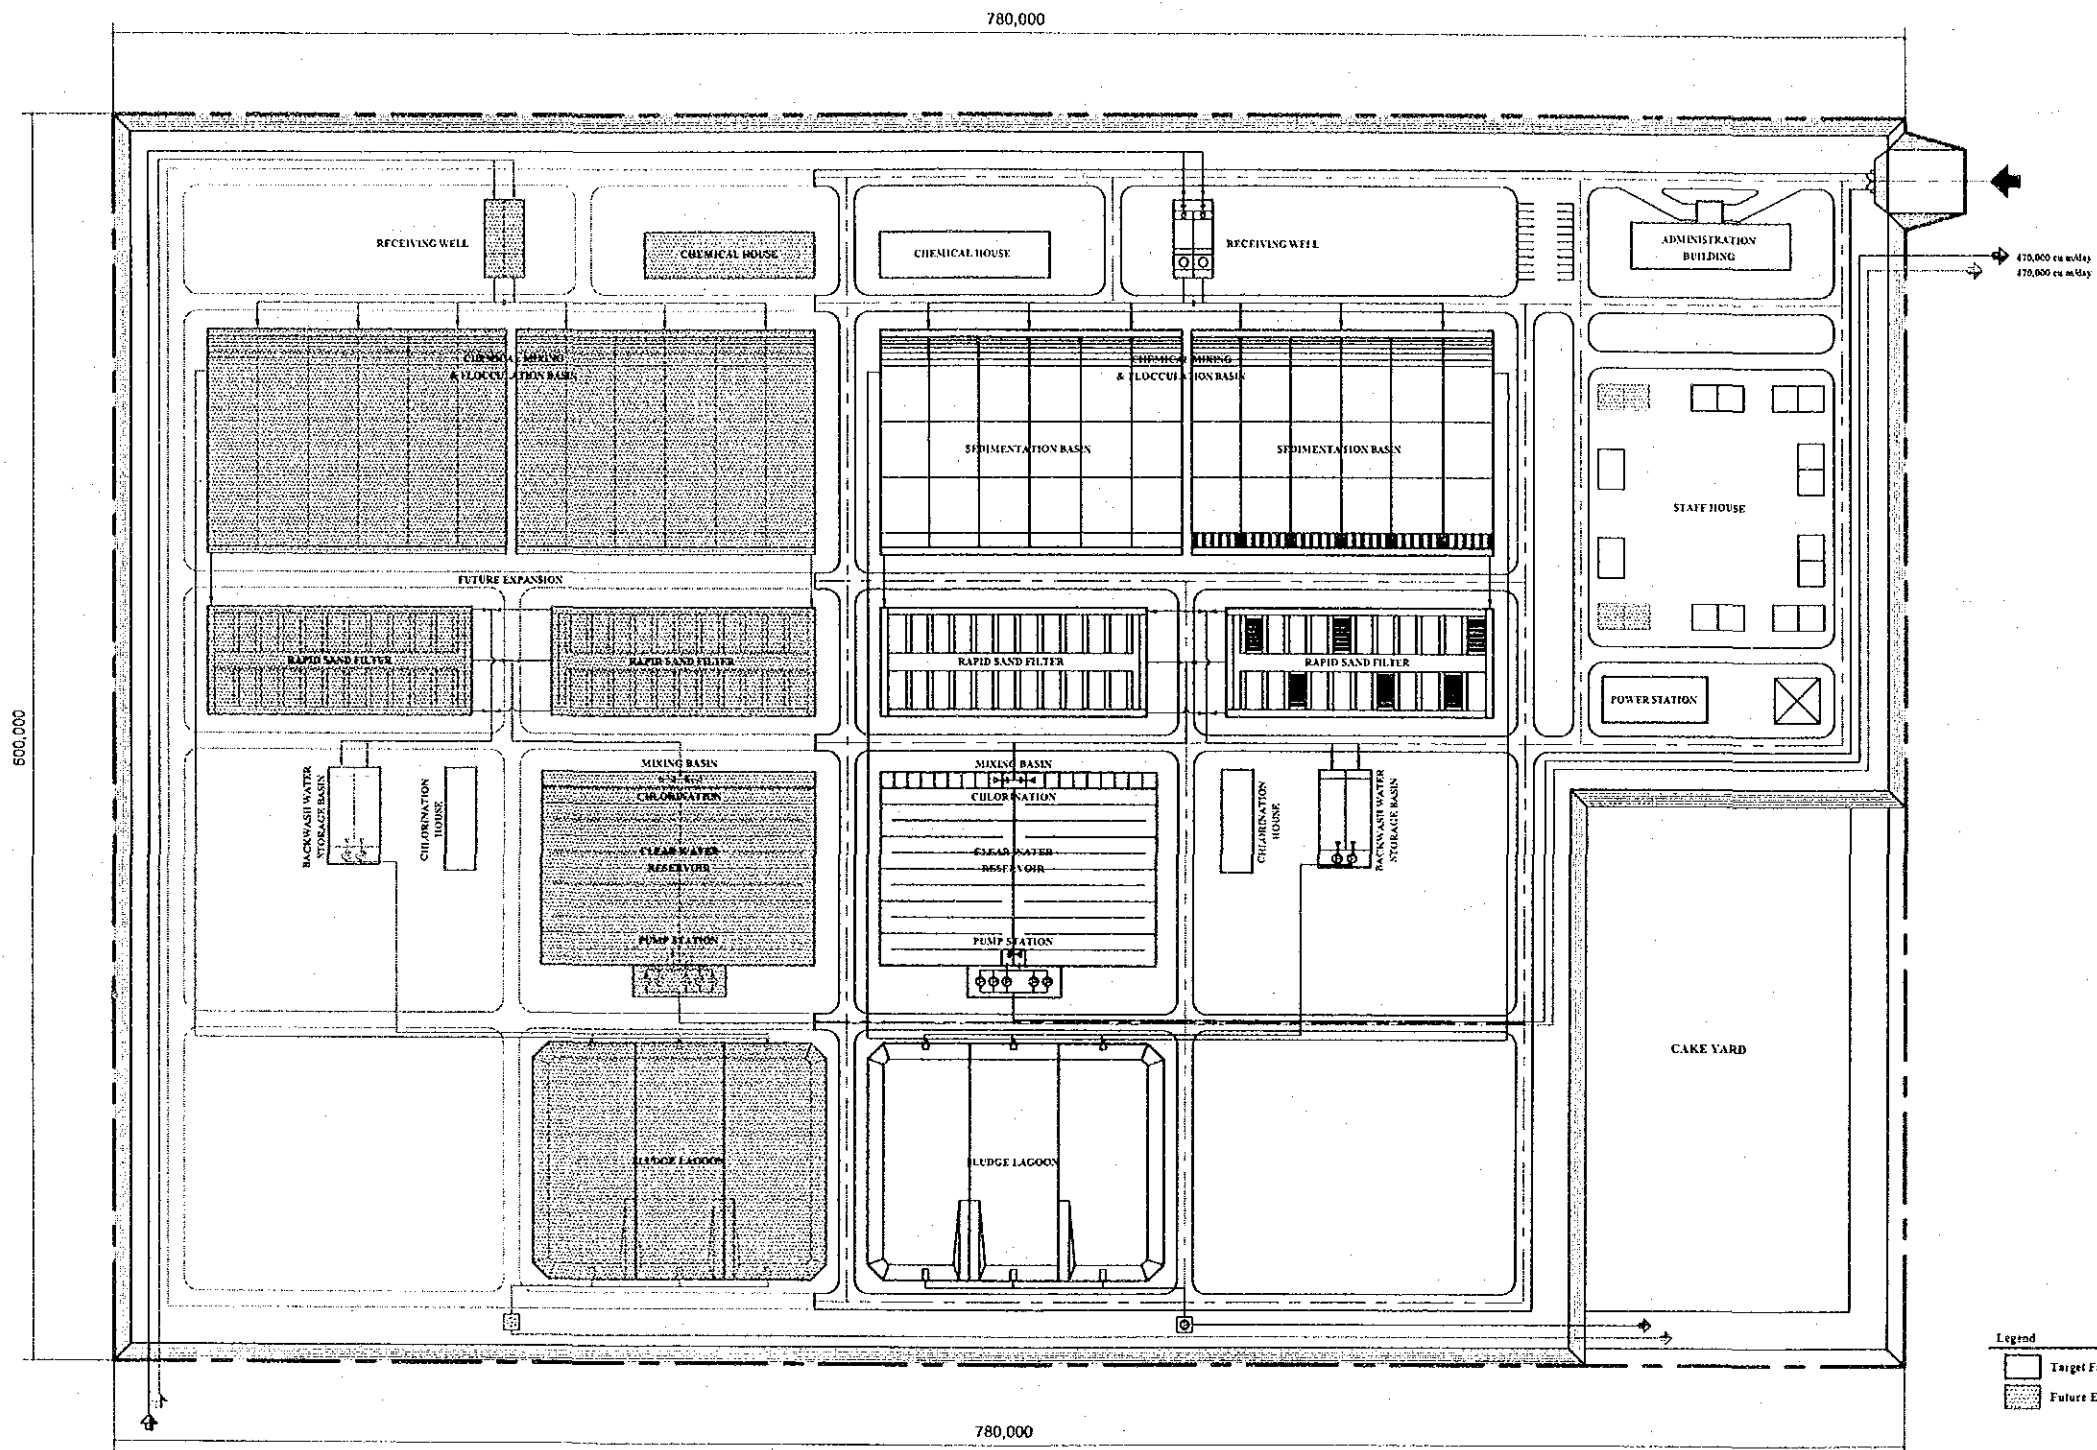 780,000
RECEIVING WELL
CHEMICAL HOUSE
CHEMICAL HOUSE
RECEIVING WELL
ADMINISTRATION
BUILDING
470,000 cu m/day
470,000 cu m/day
CHEMICAL MIXING
& FLOCCULATION BASIN
CHEMICAL MIXING
& FLOCCULATION BASIN
SEDIMENTATION BASIN
SEDIMENTATION BASIN
STAFF HOUSE
FUTURE EXPANSION
RAPID SAND FILTER
RAPID SAND FILTER
RAPID SAND FILTER
RAPID SAND FILTER
POWER STATION
600,000
BACKWASH WATER
STORAGE BASIN
CHLORINATION
HOUSE
MIXING BASIN
CHLORINATION
CLEAR WATER
RESERVOIR
PUMP STATION
MIXING BASIN
CHLORINATION
CLEAR WATER
RESERVOIR
PUMP STATION
CHLORINATION
HOUSE
BACKWASH WATER
STORAGE BASIN
CAKE YARD
SLUDGE LAGOON
SLUDGE LAGOON
Legend
Target F
Future E
780,000